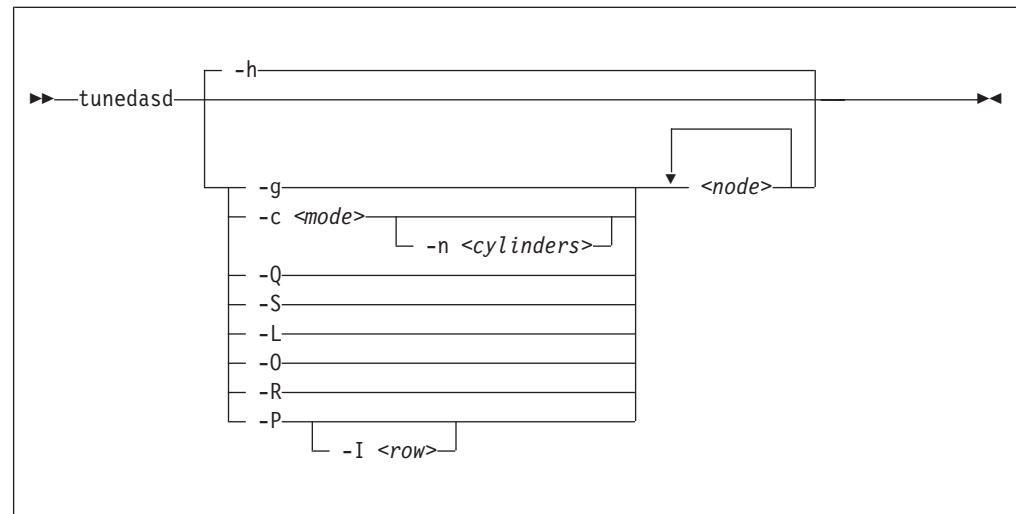 -h
tunedasd
-g <node>
-c <mode>
-n <cylinders>
-Q
-S
-L
-O
-R
-P
-I <row>